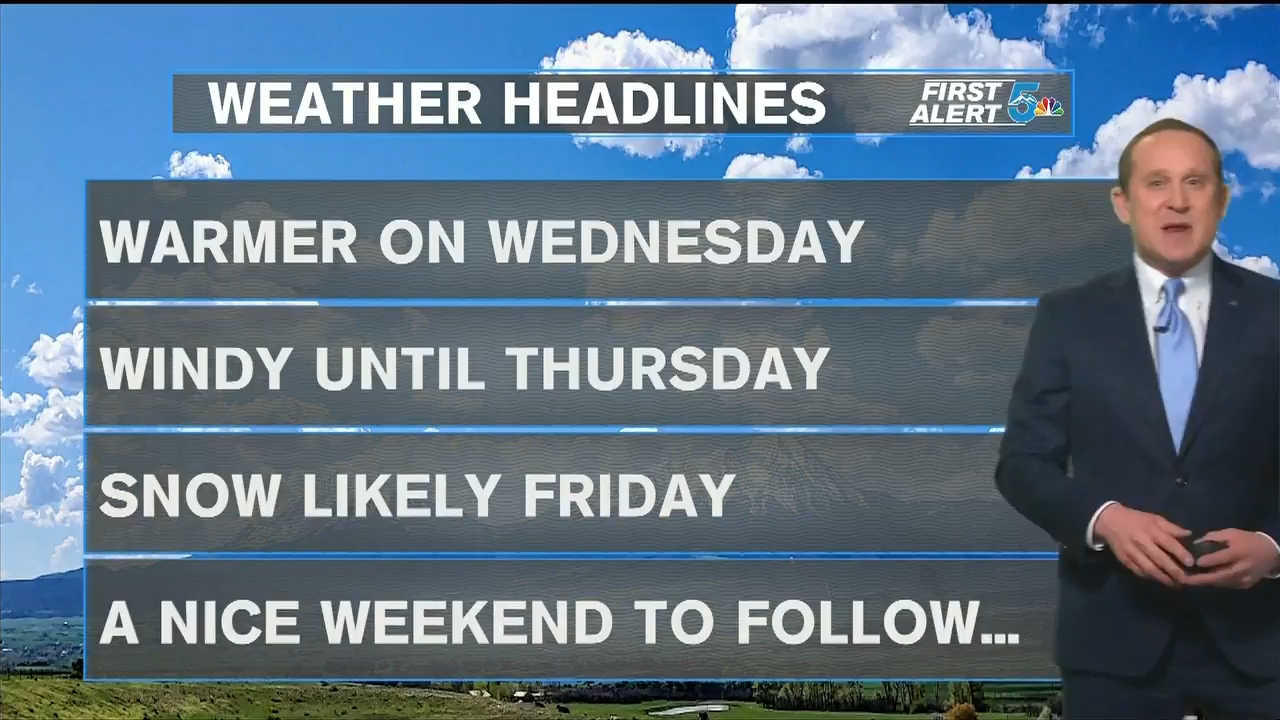 WEATHER HEADLINES
FIRST
ALERT 5
WARMER ON WEDNESDAY
WINDY UNTIL THURSDAY
SNOW LIKELY FRIDAY
A NICE WEEKEND TO FOLLOW...